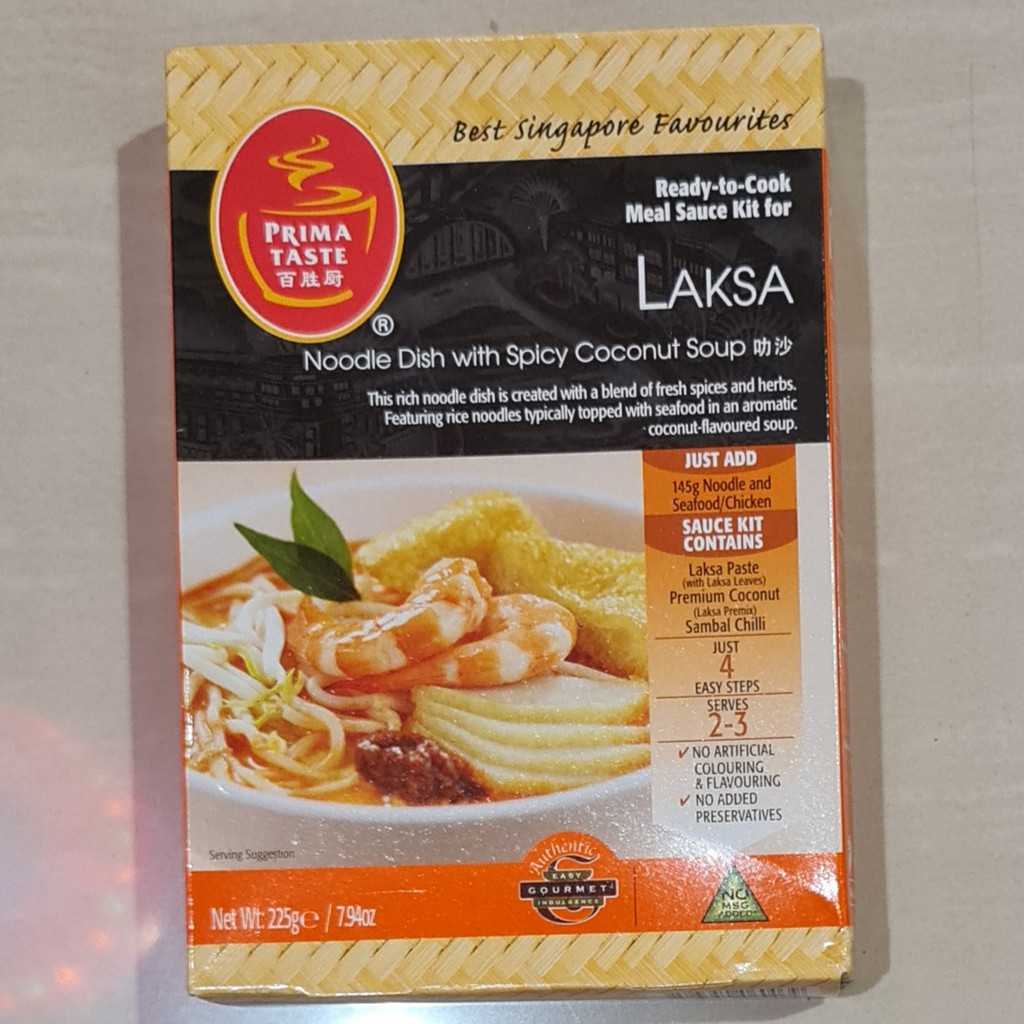 Best Singapore Favourites
PRIMA
TASTE
百胜厨
®
Ready-to-Cook
Meal Sauce Kit for
LAKSA
Noodle Dish with Spicy Coconut Soup 叻沙
This rich noodle dish is created with a blend of fresh spices and herbs.
Featuring rice noodles typically topped with seafood in an aromatic
coconut-flavoured soup.
JUST ADD
145g Noodle and
Seafood/Chicken
SAUCE KIT
CONTAINS
Laksa Paste
(with Laksa Leaves)
Premium Coconut
(Laksa Premix)
Sambal Chilli
JUST
4
EASY STEPS
SERVES
2-3
✓ NO ARTIFICIAL
COLOURING
& FLAVOURING
✓ NO ADDED
PRESERVATIVES
Serving Suggestion
Authentic
EASY
GOURMET
INDULGENCE
NO
MSG
ADDED
Net Wt: 225g℮ / 7.94oz